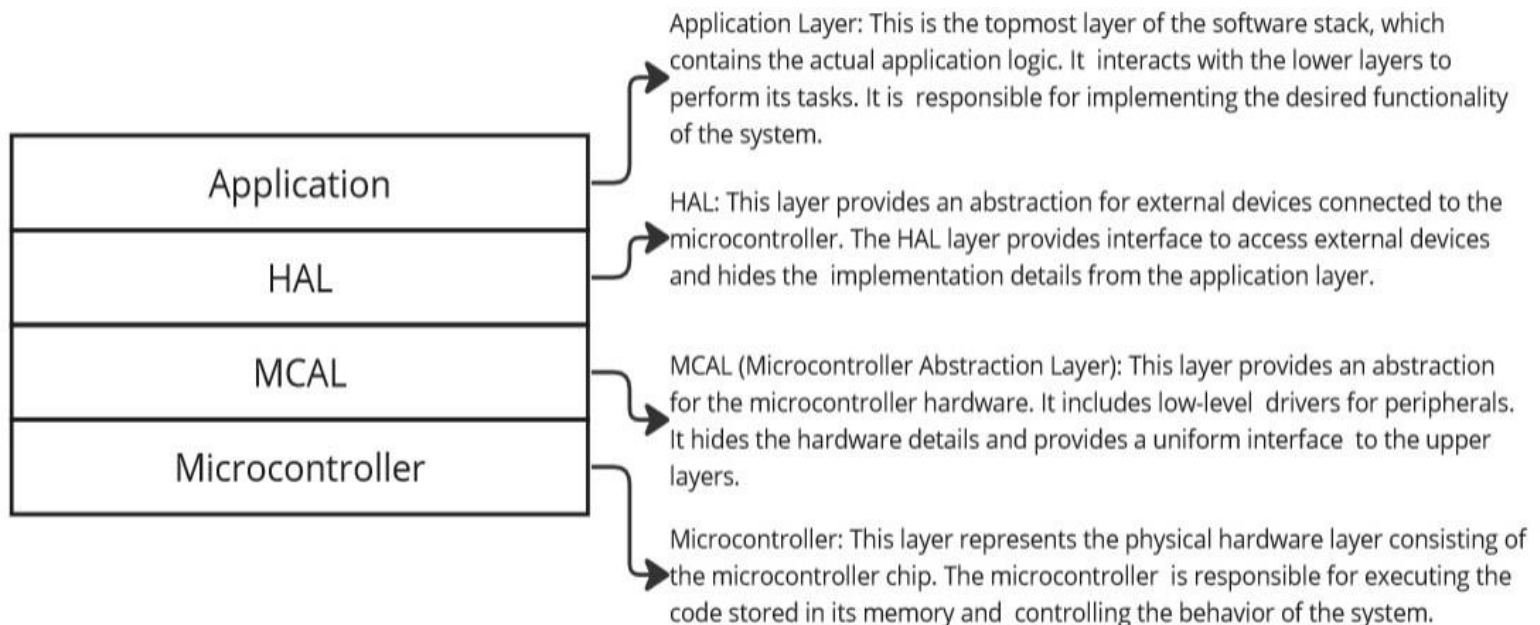 Application
HAL
MCAL
Microcontroller
Application Layer: This is the topmost layer of the software stack, which
contains the actual application logic. It interacts with the lower layers to
perform its tasks. It is responsible for implementing the desired functionality
of the system.
HAL: This layer provides an abstraction for external devices connected to the
microcontroller. The HAL layer provides interface to access external devices
and hides the implementation details from the application layer.
MCAL (Microcontroller Abstraction Layer): This layer provides an abstraction
for the microcontroller hardware. It includes low-level drivers for peripherals.
It hides the hardware details and provides a uniform interface to the upper
layers.
Microcontroller: This layer represents the physical hardware layer consisting of
the microcontroller chip. The microcontroller is responsible for executing the
code stored in its memory and controlling the behavior of the system.